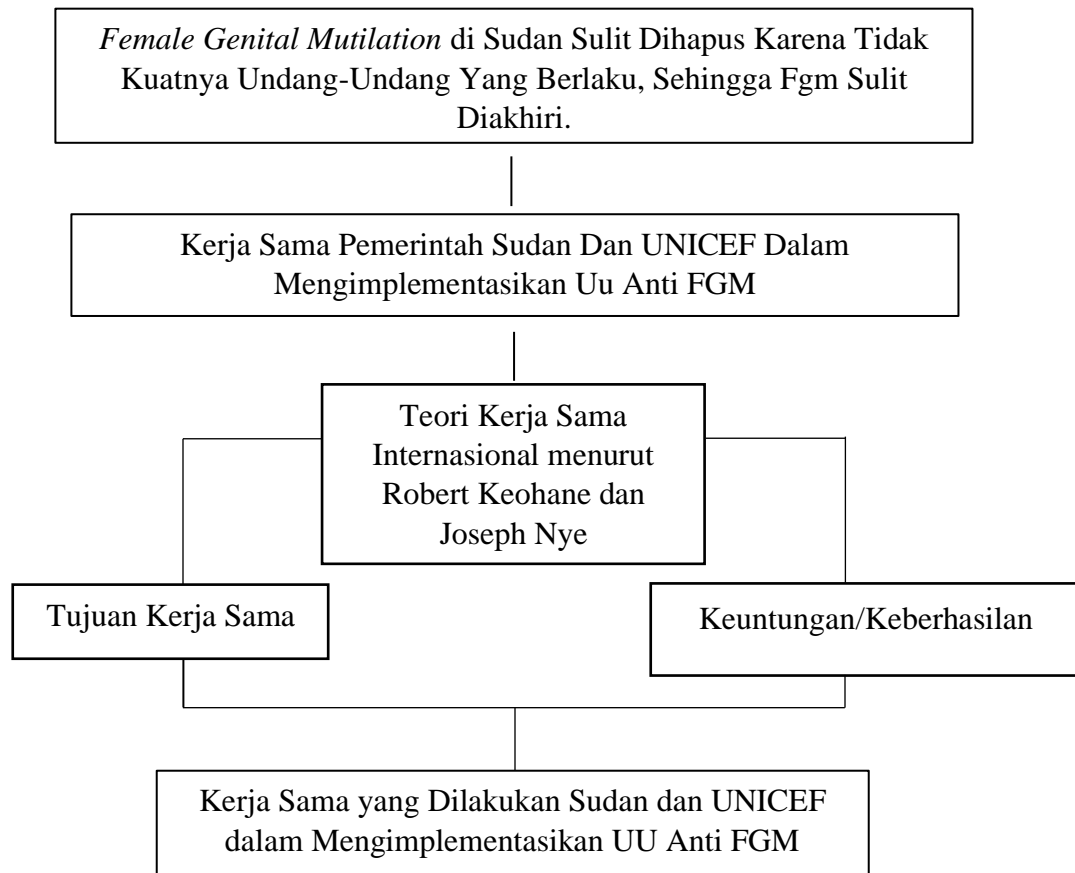 Female Genital Mutilation di Sudan Sulit Dihapus Karena Tidak
Kuatnya Undang-Undang Yang Berlaku, Sehingga Fgm Sulit
Diakhiri.
Kerja Sama Pemerintah Sudan Dan UNICEF Dalam
Mengimplementasikan Uu Anti FGM
Teori Kerja Sama
Internasional menurut
Robert Keohane dan
Joseph Nye
Tujuan Kerja Sama
Keuntungan/Keberhasilan
Kerja Sama yang Dilakukan Sudan dan UNICEF
dalam Mengimplementasikan UU Anti FGM